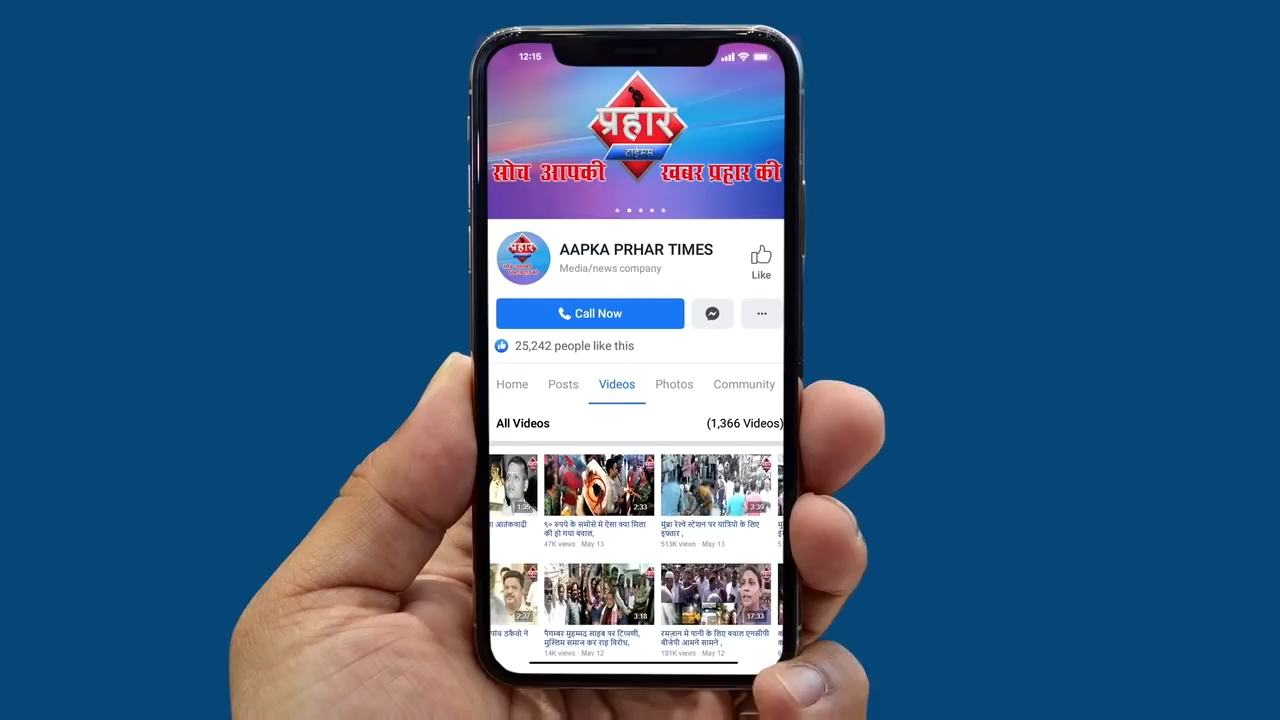 12:15
प्रहार
टाईम्स
सोच आपकी खबर प्रहार की
प्रहार
AAPKA PRHAR TIMES
Media/news company
Like
Call Now
25,242 people like this
Home Posts Videos Photos Community
All Videos (1,366 Videos)
1:35
2:33
3:39
आतंकवादी
९० रुपये के समोसे मे ऐसा क्या मिला
की हो गया बवाल,
47K views · May 13
मुंब्रा रेल्वे स्टेशन पर यात्रियो के लिए
इफ्तार ,
513K views · May 13
2:37
3:18
17:33
पांच डकैतो ने
पैगम्बर मुहम्मद साहब पर टिप्पणी,
मुस्लिम समाज कर राह विरोध,
14K views · May 12
रमज़ान मे पानी के लिए बवाल एनसीपी
बीजेपी आमने सामने ,
191K views · May 12